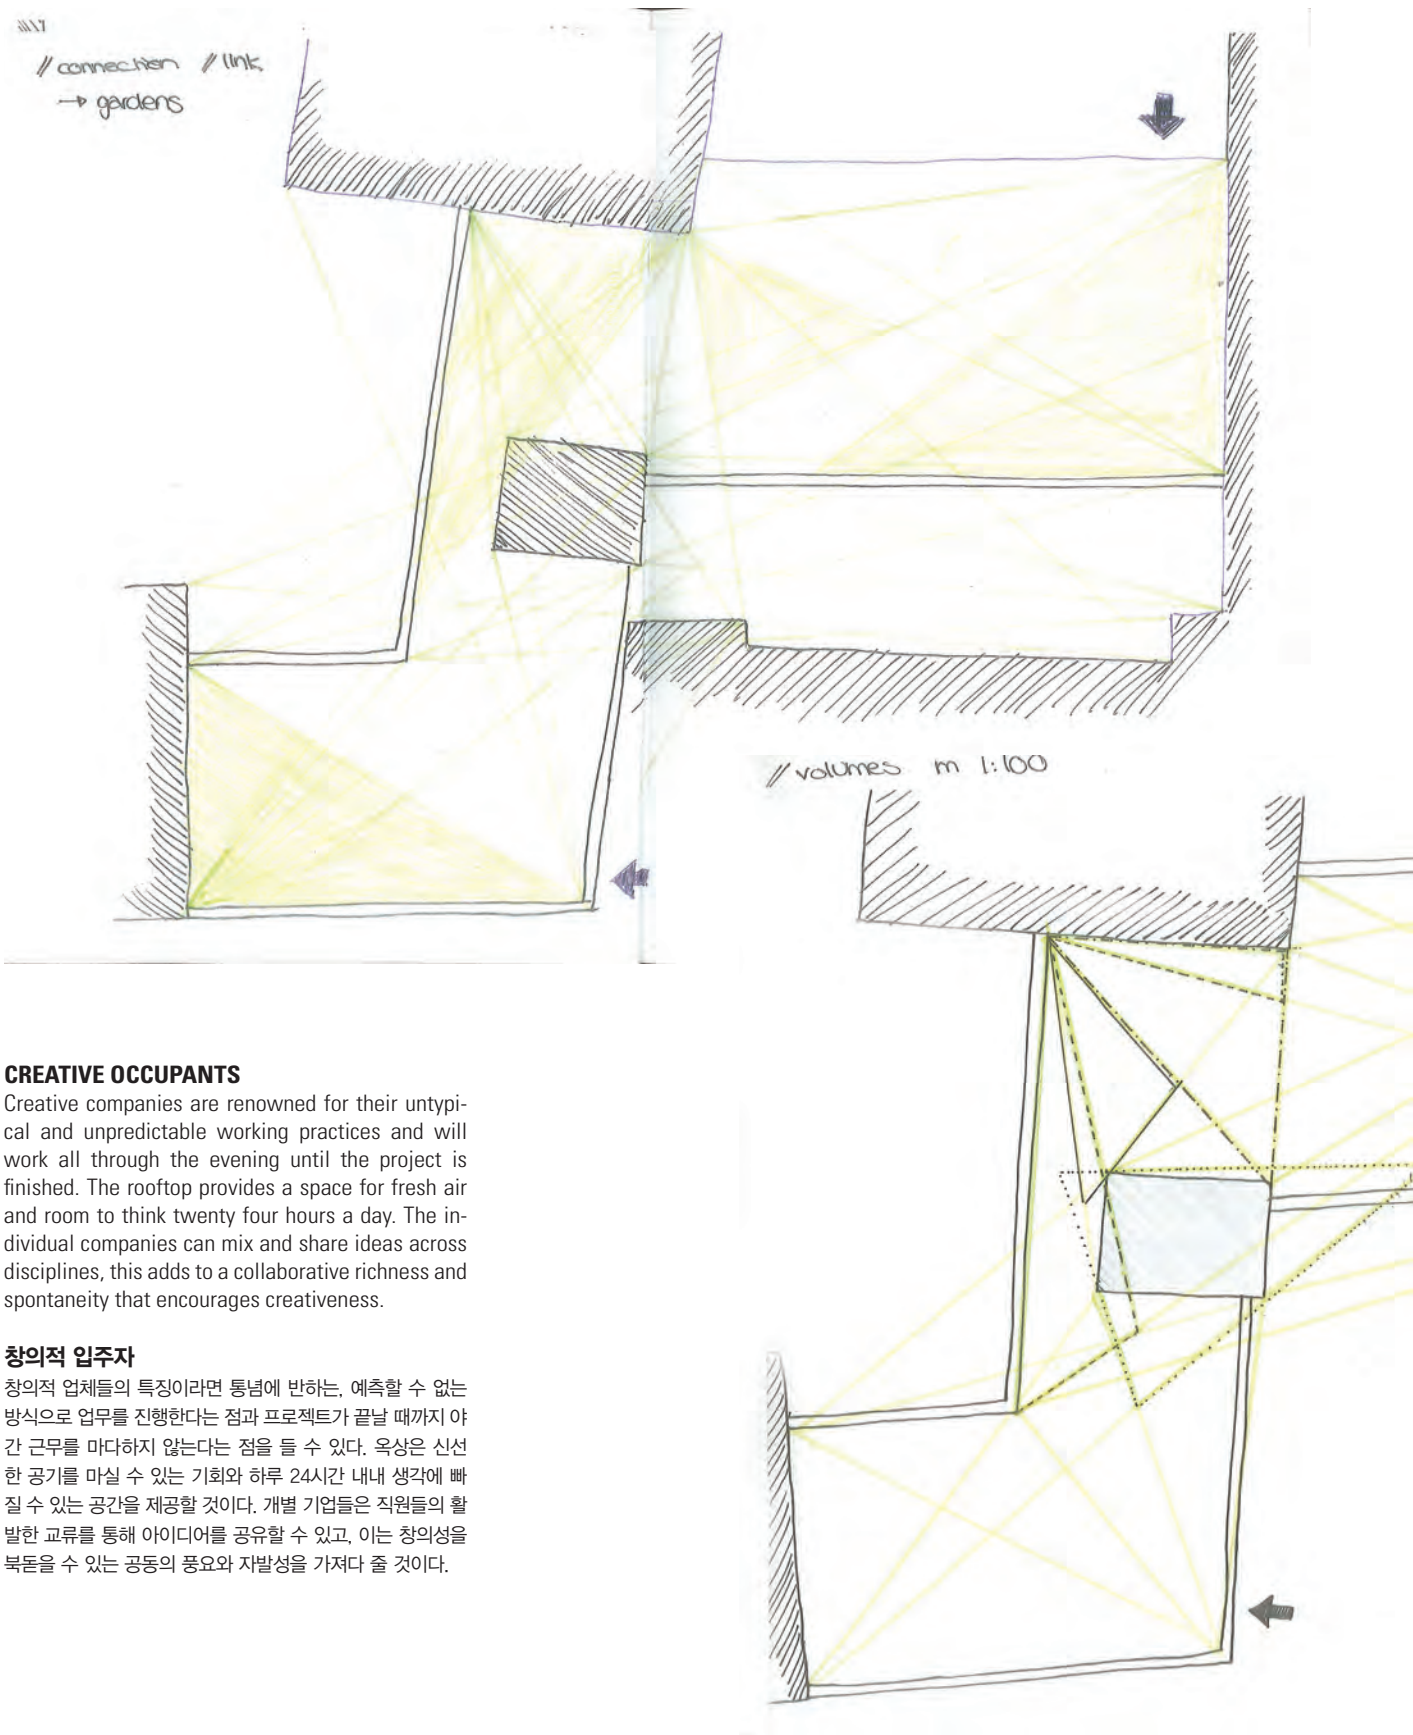 // connection // link
→ gardens
// volumes m 1:100
CREATIVE OCCUPANTS
Creative companies are renowned for their untypi-
cal and unpredictable working practices and will
work all through the evening until the project is
finished. The rooftop provides a space for fresh air
and room to think twenty four hours a day. The in-
dividual companies can mix and share ideas across
disciplines, this adds to a collaborative richness and
spontaneity that encourages creativeness.
창의적 입주자
창의적 업체들의 특징이라면 통념에 반하는, 예측할 수 없는
방식으로 업무를 진행한다는 점과 프로젝트가 끝날 때까지 야
간 근무를 마다하지 않는다는 점을 들 수 있다. 옥상은 신선
한 공기를 마실 수 있는 기회와 하루 24시간 내내 생각에 빠
질 수 있는 공간을 제공할 것이다. 개별 기업들은 직원들의 활
발한 교류를 통해 아이디어를 공유할 수 있고, 이는 창의성을
북돋을 수 있는 공동의 풍요와 자발성을 가져다 줄 것이다.